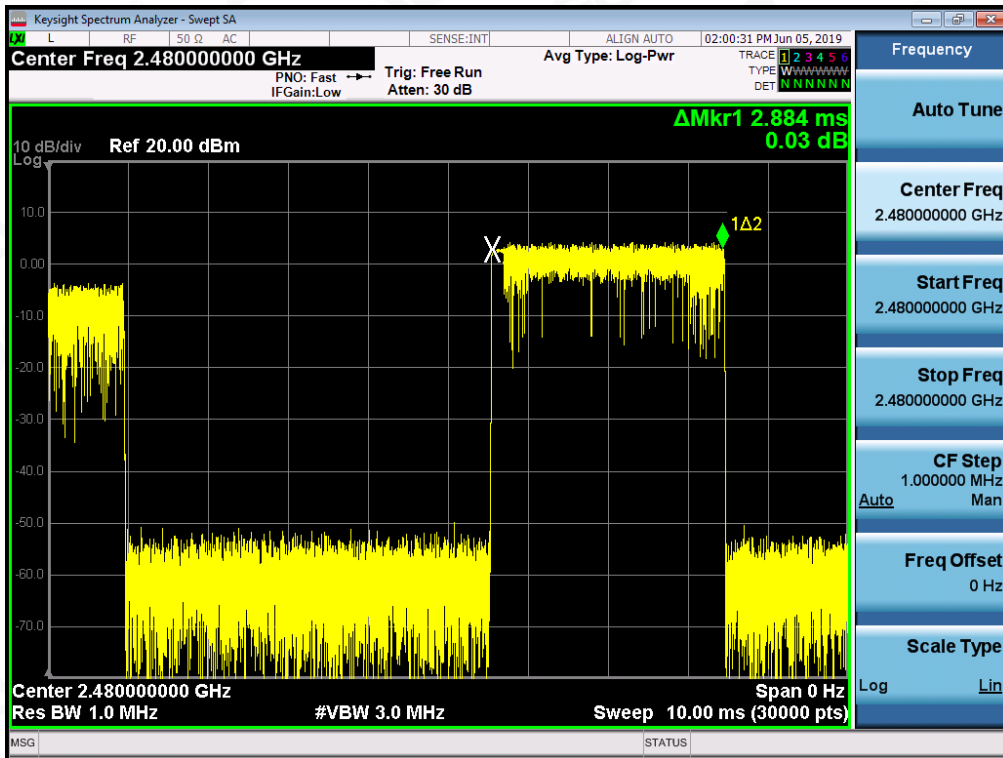 Keysight Spectrum Analyzer - Swept SA
LXI L RF 50 Ω AC SENSE:INT ALIGN AUTO 02:00:31 PM Jun 05, 2019
Center Freq 2.480000000 GHz
PNO: Fast
IFGain:Low
Trig: Free Run
Atten: 30 dB
Avg Type: Log-Pwr
TRACE 1 2 3 4 5 6
TYPE WWWWWW
DET N N N N N N
ΔMkr1 2.884 ms
0.03 dB
10 dB/div Ref 20.00 dBm
Log
1Δ2
10.0
0.00
-10.0
-20.0
-30.0
-40.0
-50.0
-60.0
-70.0
Center 2.480000000 GHz Span 0 Hz
Res BW 1.0 MHz #VBW 3.0 MHz Sweep 10.00 ms (30000 pts)
MSG STATUS
Frequency
Auto Tune
Center Freq
2.480000000 GHz
Start Freq
2.480000000 GHz
Stop Freq
2.480000000 GHz
CF Step
1.000000 MHz
Auto Man
Freq Offset
0 Hz
Scale Type
Log Lin